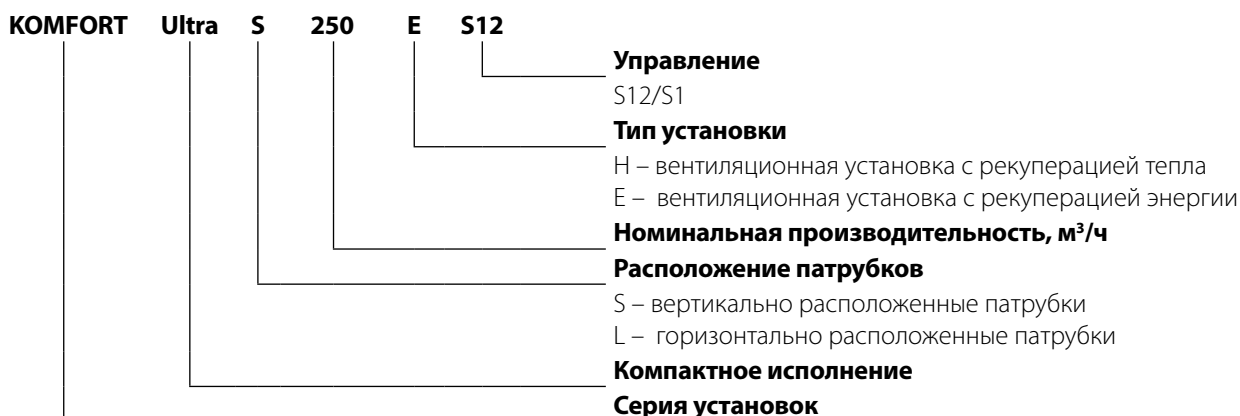 KOMFORT Ultra S 250 E S12
Управление
S12/S1
Тип установки
H – вентиляционная установка с рекуперацией тепла
E – вентиляционная установка с рекуперацией энергии
Номинальная производительность, м³/ч
Расположение патрубков
S – вертикально расположенные патрубки
L – горизонтально расположенные патрубки
Компактное исполнение
Серия установок